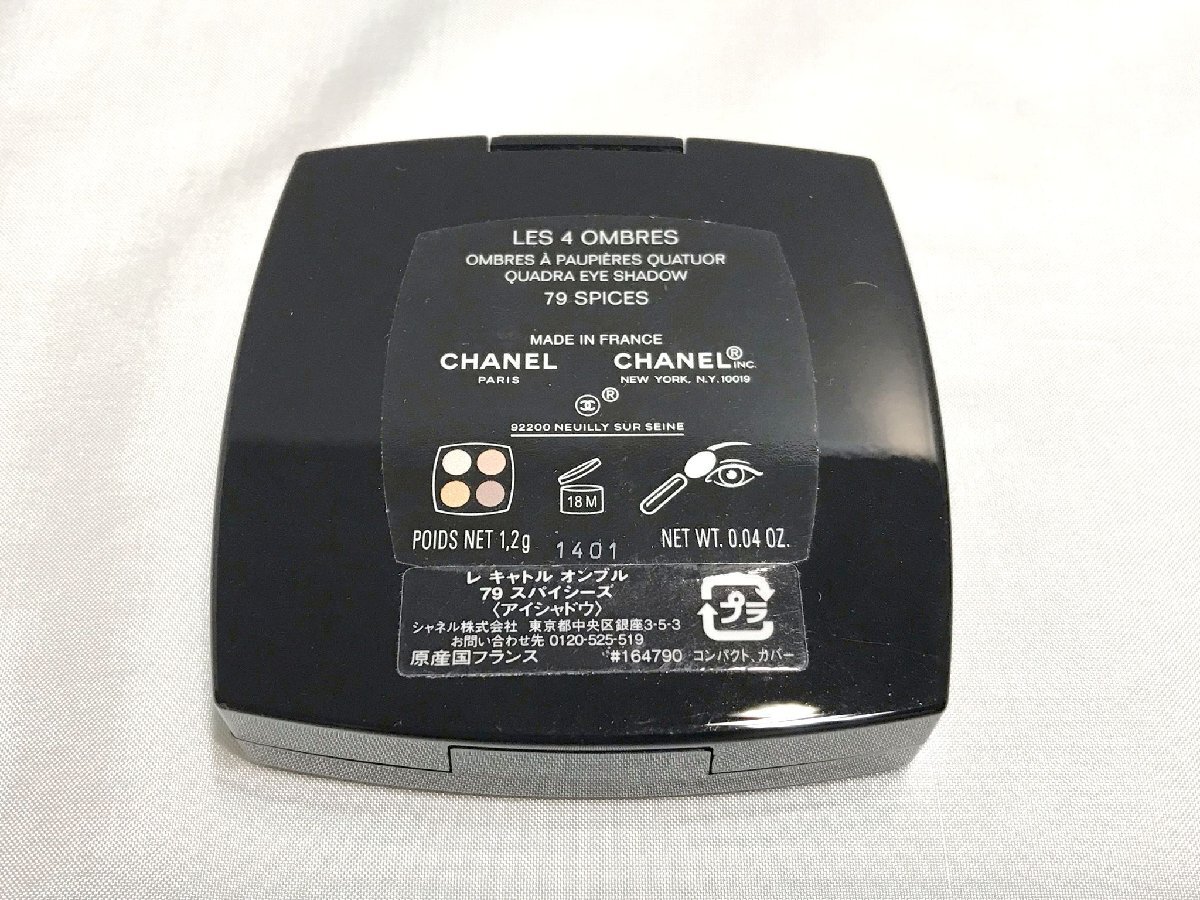 LES 4 OMBRES
OMBRES À PAUPIÈRES QUATUOR
QUADRA EYE SHADOW
79 SPICES
MADE IN FRANCE
CHANEL CHANEL® INC.
PARIS NEW YORK, N.Y. 10019
®
92200 NEUILLY SUR SEINE
18 M
POIDS NET 1,2g 1401 NET WT. 0.04 OZ.
レ キャトル オンブル
79 スパイシーズ
〈アイシャドウ〉
シャネル株式会社 東京都中央区銀座3-5-3
お問い合わせ先 0120-525-519
原産国フランス #164790
プラ
コンパクト、カバー